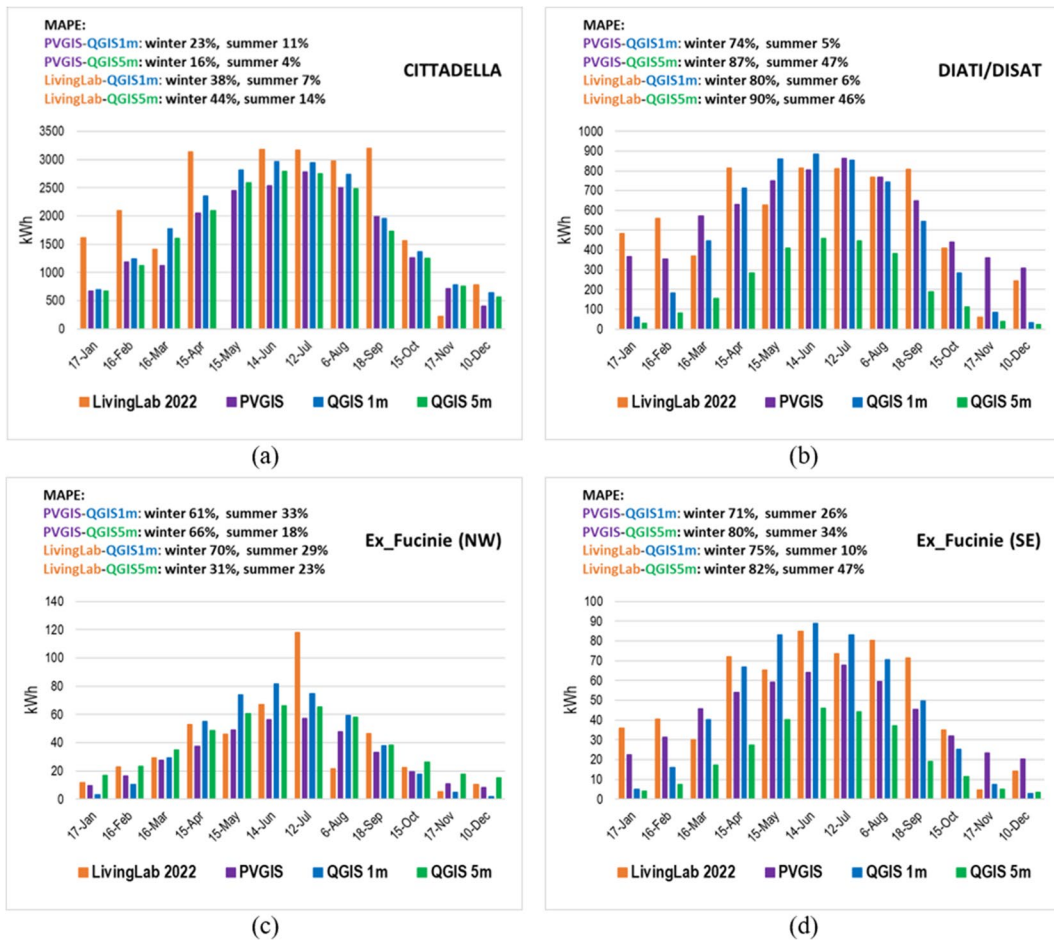 MAPE:
PVGIS-QGIS1m: winter 23%, summer 11%
PVGIS-QGIS5m: winter 16%, summer 4%
LivingLab-QGIS1m: winter 38%, summer 7%
LivingLab-QGIS5m: winter 44%, summer 14%
CITTADELLA
3500
3000
2500
2000
1500
1000
500
0
kWh
17-Jan
16-Feb
16-Mar
15-Apr
15-May
14-Jun
12-Jul
6-Aug
18-Sep
15-Oct
17-Nov
10-Dec
LivingLab 2022 PVGIS QGIS 1m QGIS 5m
(a)
MAPE:
PVGIS-QGIS1m: winter 74%, summer 5%
PVGIS-QGIS5m: winter 87%, summer 47%
LivingLab-QGIS1m: winter 80%, summer 6%
LivingLab-QGIS5m: winter 90%, summer 46%
DIATI/DISAT
1000
900
800
700
600
500
400
300
200
100
0
kWh
17-Jan
16-Feb
16-Mar
15-Apr
15-May
14-Jun
12-Jul
6-Aug
18-Sep
15-Oct
17-Nov
10-Dec
LivingLab 2022 PVGIS QGIS 1m QGIS 5m
(b)
MAPE:
PVGIS-QGIS1m: winter 61%, summer 33%
PVGIS-QGIS5m: winter 66%, summer 18%
LivingLab-QGIS1m: winter 70%, summer 29%
LivingLab-QGIS5m: winter 31%, summer 23%
Ex_Fucinie (NW)
140
120
100
80
60
40
20
0
kWh
17-Jan
16-Feb
16-Mar
15-Apr
15-May
14-Jun
12-Jul
6-Aug
18-Sep
15-Oct
17-Nov
10-Dec
LivingLab 2022 PVGIS QGIS 1m QGIS 5m
(c)
MAPE:
PVGIS-QGIS1m: winter 71%, summer 26%
PVGIS-QGIS5m: winter 80%, summer 34%
LivingLab-QGIS1m: winter 75%, summer 10%
LivingLab-QGIS5m: winter 82%, summer 47%
Ex_Fucinie (SE)
100
90
80
70
60
50
40
30
20
10
0
kWh
17-Jan
16-Feb
16-Mar
15-Apr
15-May
14-Jun
12-Jul
6-Aug
18-Sep
15-Oct
17-Nov
10-Dec
LivingLab 2022 PVGIS QGIS 1m QGIS 5m
(d)